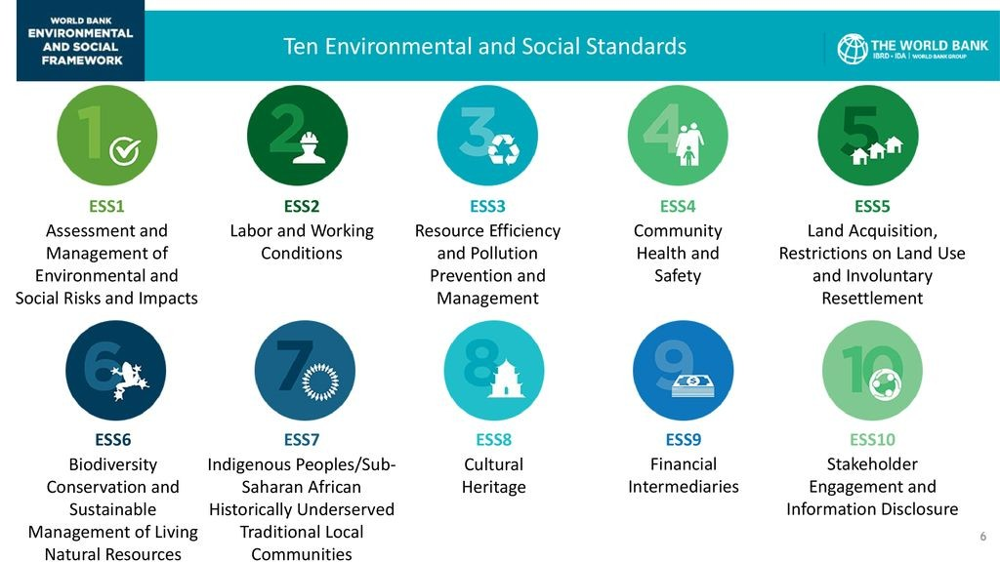 WORLD BANK
ENVIRONMENTAL
AND SOCIAL
FRAMEWORK
Ten Environmental and Social Standards
THE WORLD BANK
IBRD • IDA | WORLD BANK GROUP
1
2
3
4
5
ESS1
Assessment and
Management of
Environmental and
Social Risks and Impacts
ESS2
Labor and Working
Conditions
ESS3
Resource Efficiency
and Pollution
Prevention and
Management
ESS4
Community
Health and
Safety
ESS5
Land Acquisition,
Restrictions on Land Use
and Involuntary
Resettlement
6
7
8
9
10
ESS6
Biodiversity
Conservation and
Sustainable
Management of Living
Natural Resources
ESS7
Indigenous Peoples/Sub-
Saharan African
Historically Underserved
Traditional Local
Communities
ESS8
Cultural
Heritage
ESS9
Financial
Intermediaries
ESS10
Stakeholder
Engagement and
Information Disclosure
6